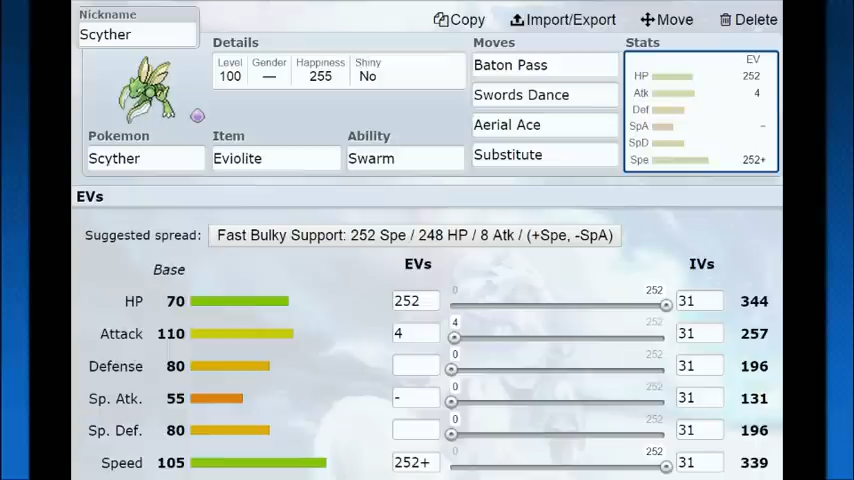 Nickname
Scyther
Copy Import/Export Move Delete
Details
Level Gender Happiness Shiny
100 — 255 No
Moves
Baton Pass
Swords Dance
Aerial Ace
Substitute
Stats
EV
HP 252
Atk 4
Def
SpA –
SpD
Spe 252+
Pokemon Item Ability
Scyther Eviolite Swarm
EVs
Suggested spread: Fast Bulky Support: 252 Spe / 248 HP / 8 Atk / (+Spe, -SpA)
Base EVs IVs
0 252
HP 70 252 31 344
4 252
Attack 110 4 31 257
0 252
Defense 80 31 196
0 252
Sp. Atk. 55 - 31 131
0 252
Sp. Def. 80 31 196
0 252
Speed 105 252+ 31 339